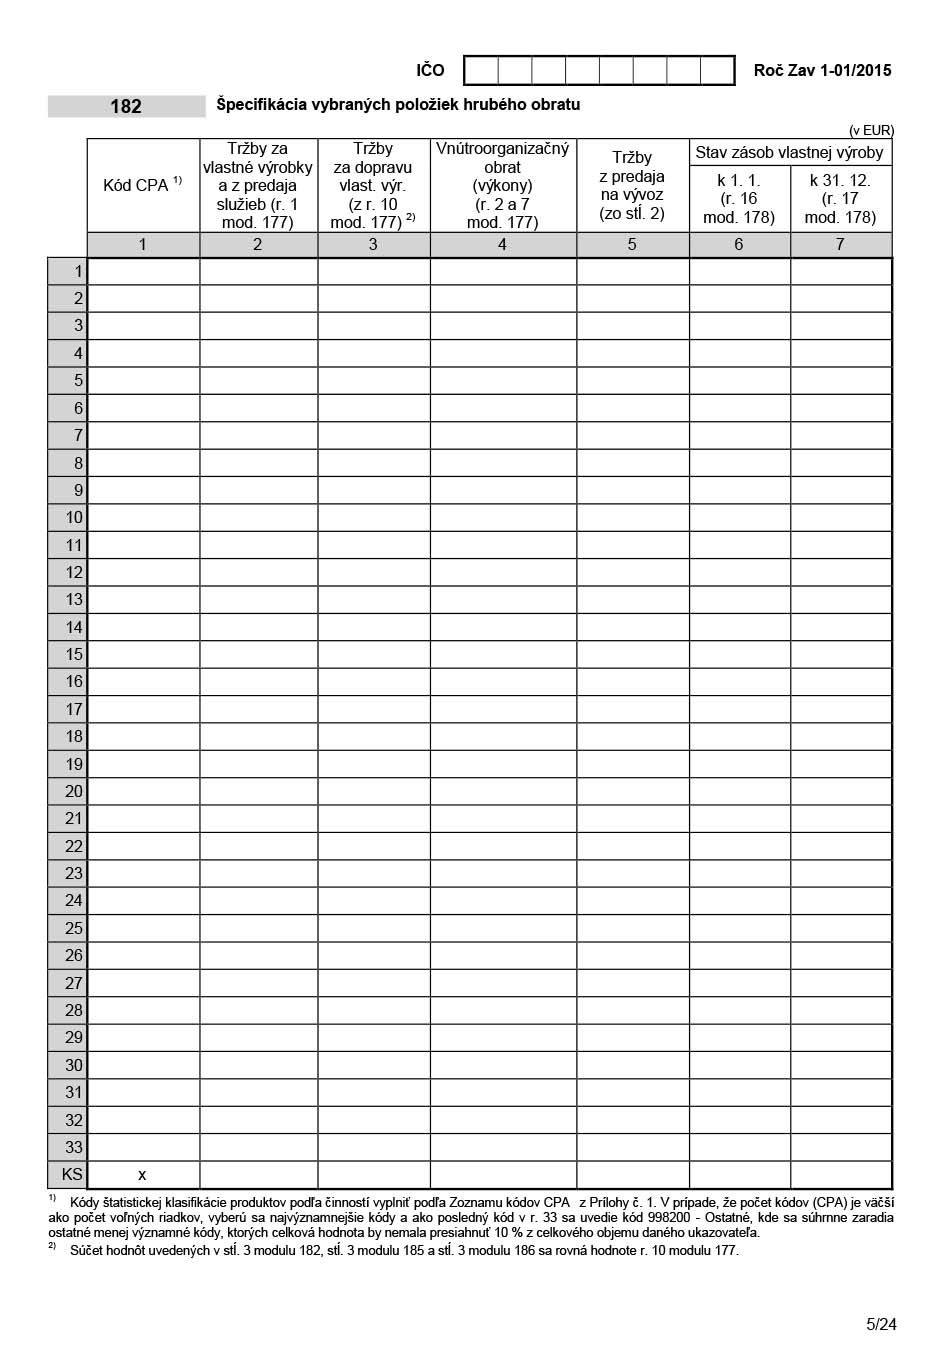 IČO Roč Zav 1-01/2015
182 Špecifikácia vybraných položiek hrubého obratu
(v EUR)
Kód CPA 1)
Tržby za
vlastné výrobky
a z predaja
služieb (r. 1
mod. 177)
Tržby
za dopravu
vlast. výr.
(z r. 10
mod. 177) 2)
Vnútroorganizačný
obrat
(výkony)
(r. 2 a 7
mod. 177)
Tržby
z predaja
na vývoz
(zo stĺ. 2)
Stav zásob vlastnej výroby
k 1. 1.
(r. 16
mod. 178)
k 31. 12.
(r. 17
mod. 178)
1 2 3 4 5 6 7
1
2
3
4
5
6
7
8
9
10
11
12
13
14
15
16
17
18
19
20
21
22
23
24
25
26
27
28
29
30
31
32
33
KS x
1) Kódy štatistickej klasifikácie produktov podľa činností vyplniť podľa Zoznamu kódov CPA z Prílohy č. 1. V prípade, že počet kódov (CPA) je väčší
ako počet voľných riadkov, vyberú sa najvýznamnejšie kódy a ako posledný kód v r. 33 sa uvedie kód 998200 - Ostatné, kde sa súhrnne zaradia
ostatné menej významné kódy, ktorých celková hodnota by nemala presiahnuť 10 % z celkového objemu daného ukazovateľa.
2) Súčet hodnôt uvedených v stĺ. 3 modulu 182, stĺ. 3 modulu 185 a stĺ. 3 modulu 186 sa rovná hodnote r. 10 modulu 177.
5/24